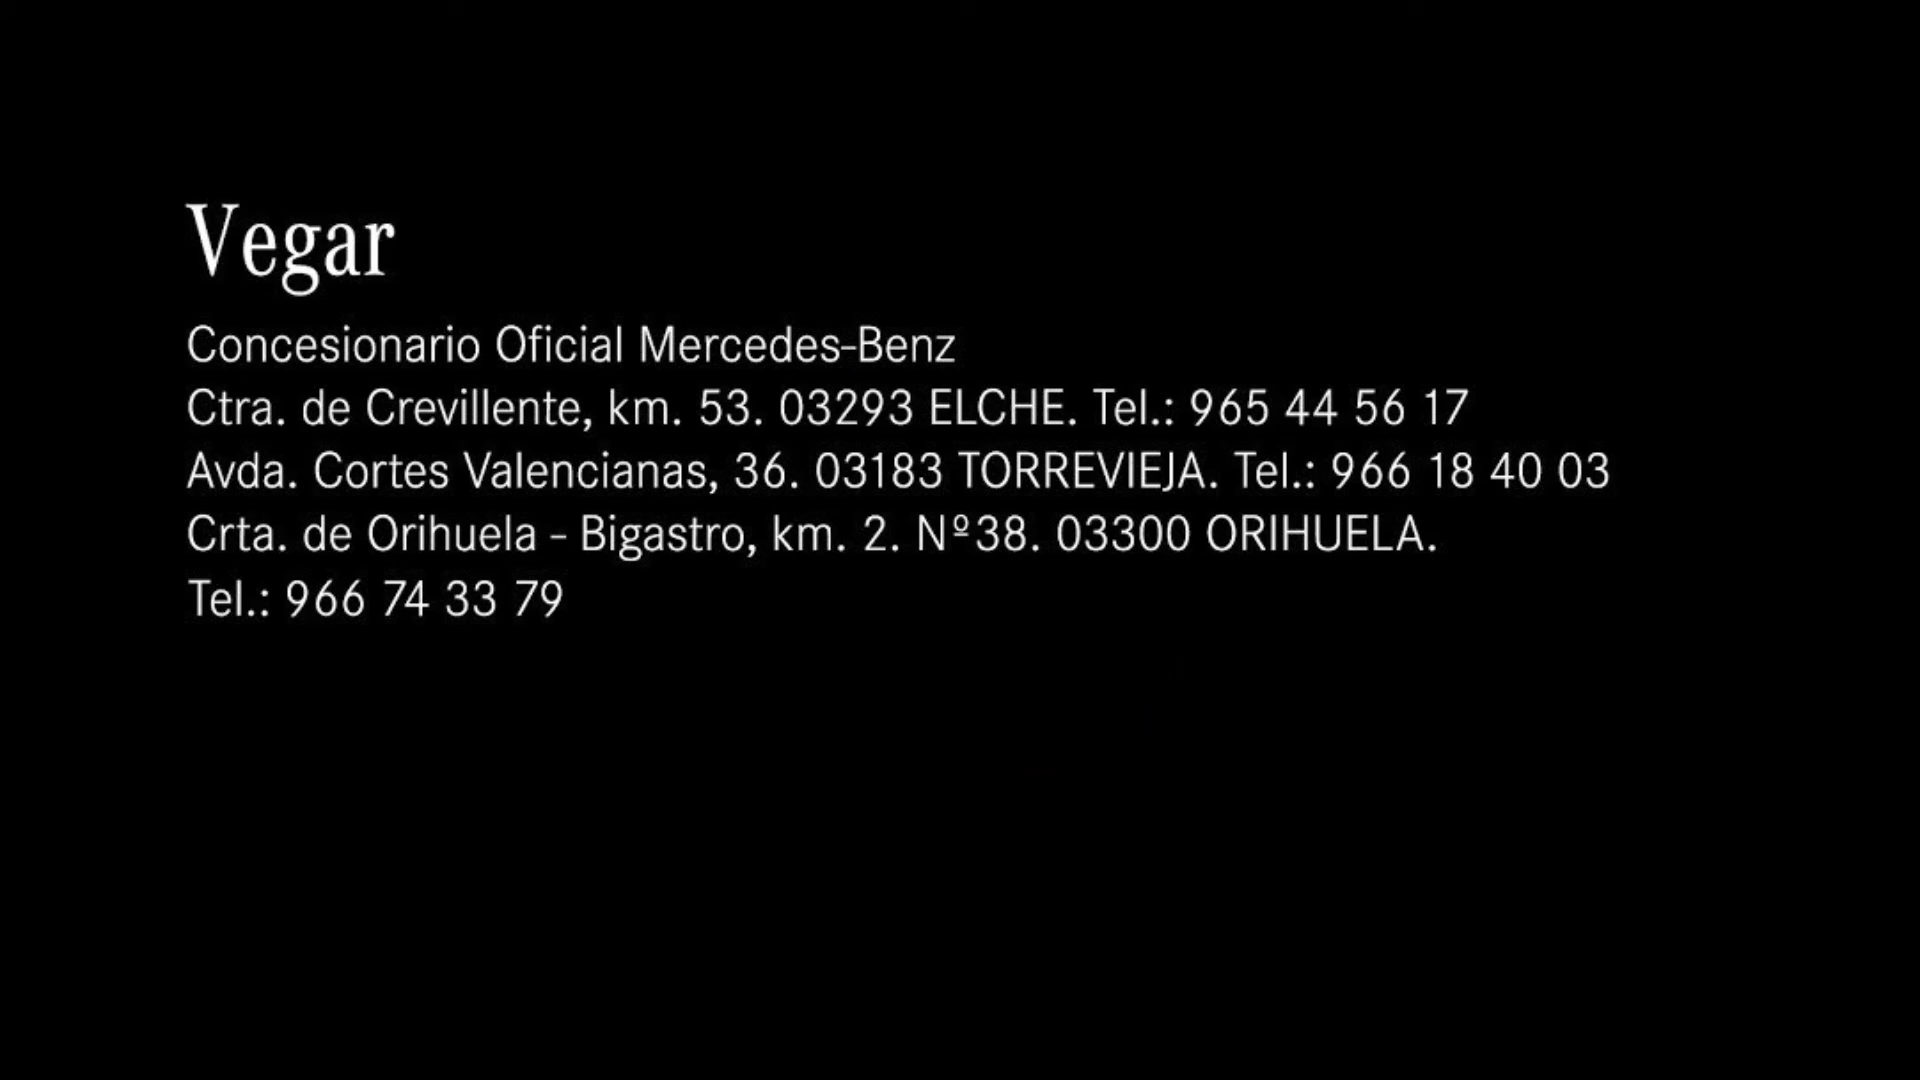 Vegar
Concesionario Oficial Mercedes-Benz
Ctra. de Crevillente, km. 53. 03293 ELCHE. Tel.: 965 44 56 17
Avda. Cortes Valencianas, 36. 03183 TORREVIEJA. Tel.: 966 18 40 03
Crta. de Orihuela - Bigastro, km. 2. Nº38. 03300 ORIHUELA.
Tel.: 966 74 33 79